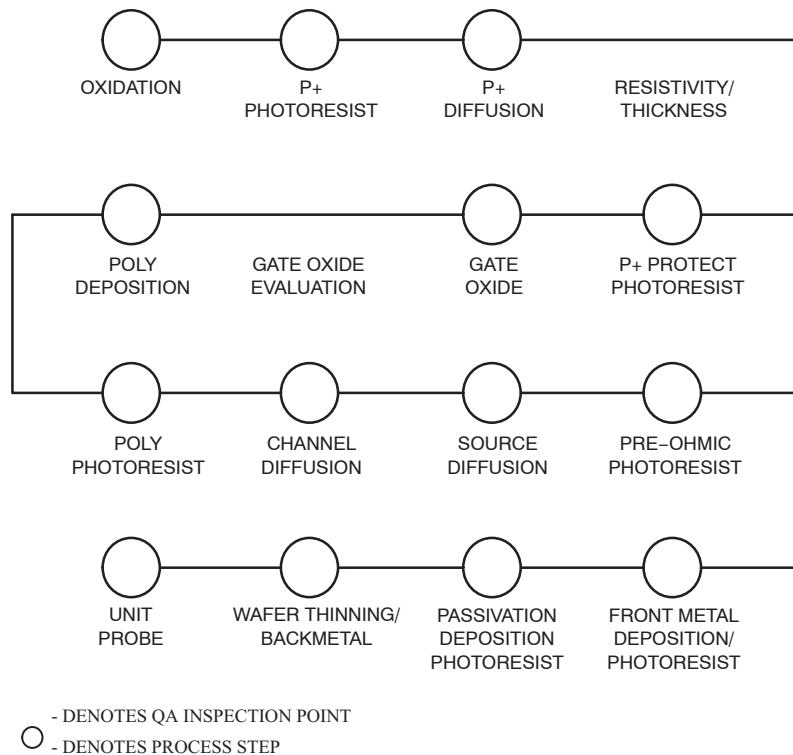 OXIDATION
P+
PHOTORESIST
P+
DIFFUSION
RESISTIVITY/
THICKNESS
POLY
DEPOSITION
GATE OXIDE
EVALUATION
GATE
OXIDE
P+ PROTECT
PHOTORESIST
POLY
PHOTORESIST
CHANNEL
DIFFUSION
SOURCE
DIFFUSION
PRE−OHMIC
PHOTORESIST
UNIT
PROBE
WAFER THINNING/
BACKMETAL
PASSIVATION
DEPOSITION
PHOTORESIST
FRONT METAL
DEPOSITION/
PHOTORESIST
- DENOTES QA INSPECTION POINT
- DENOTES PROCESS STEP